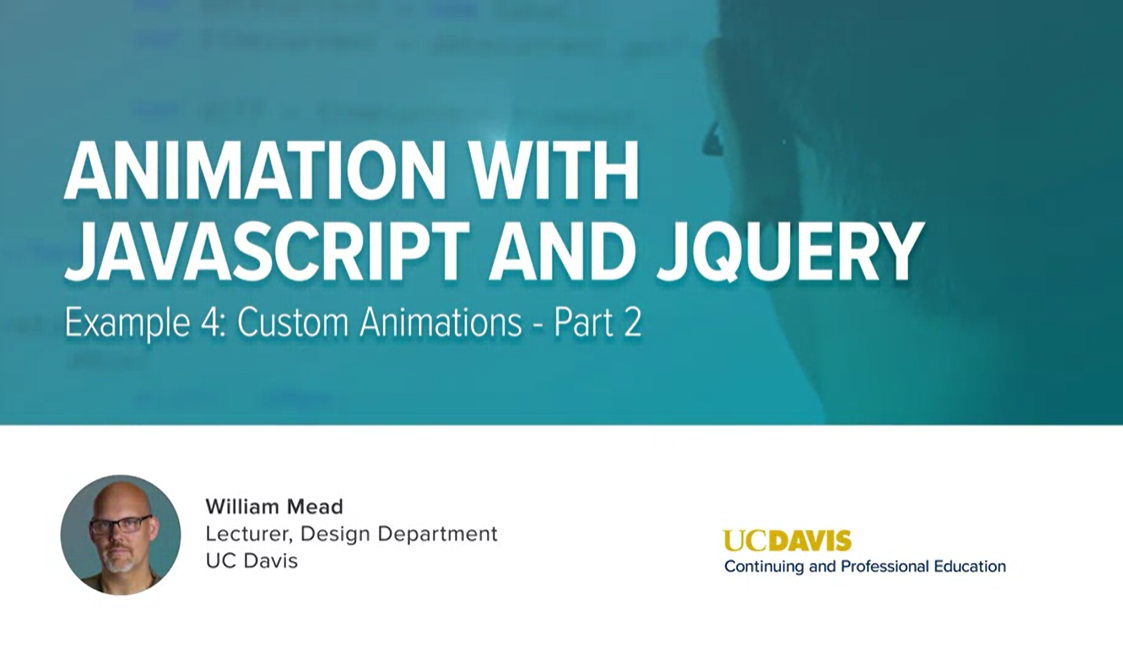 ANIMATION WITH
JAVASCRIPT AND JQUERY
Example 4: Custom Animations - Part 2
William Mead
Lecturer, Design Department
UC Davis
UCDAVIS
Continuing and Professional Education